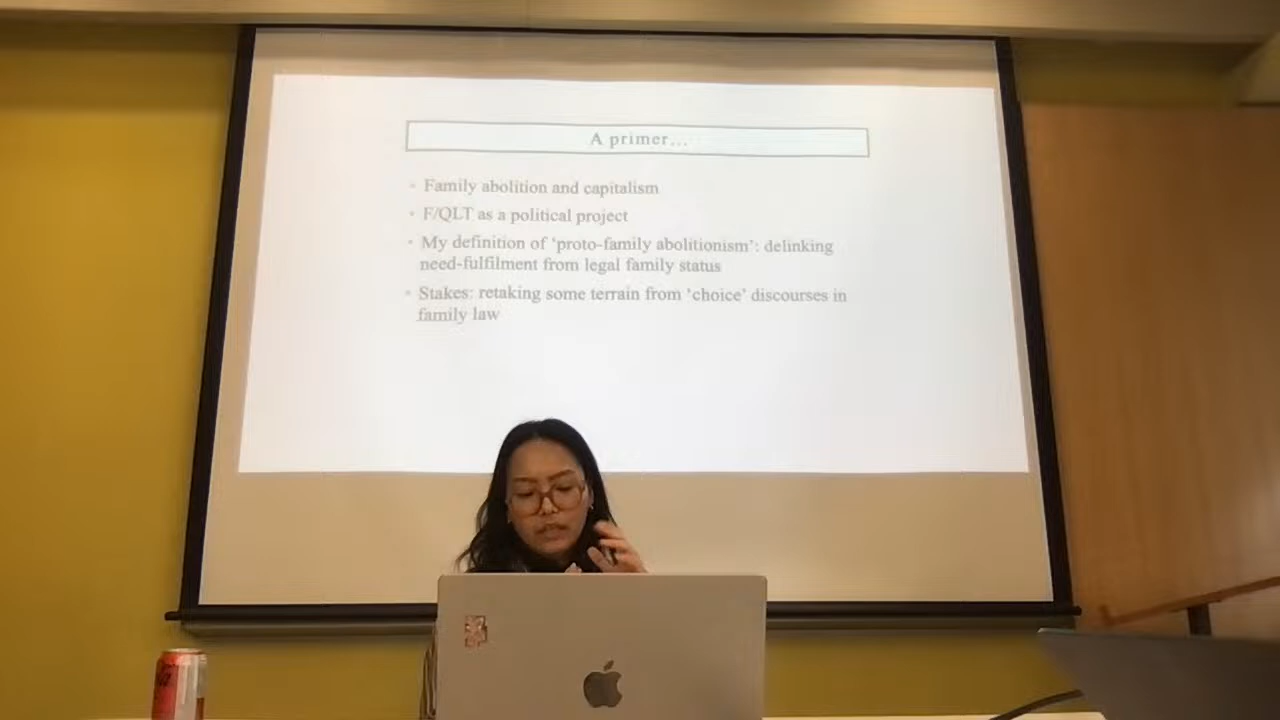 A primer...
• Family abolition and capitalism
• F/QLT as a political project
• My definition of ‘proto-family abolitionism’: delinking
need-fulfilment from legal family status
• Stakes: retaking some terrain from ‘choice’ discourses in
family law